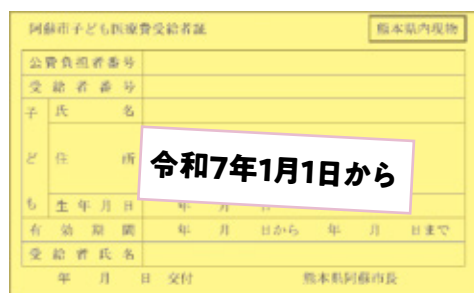 阿蘇市子ども医療費受給者証
熊本県内現物
公費負担者番号
受給者番号
子ども
氏名
住所
令和7年1月1日から
生年月日 年 月 日
有効期間 年 月 日から 年 月 日まで
受給者氏名
年 月 日 交付 熊本県阿蘇市長